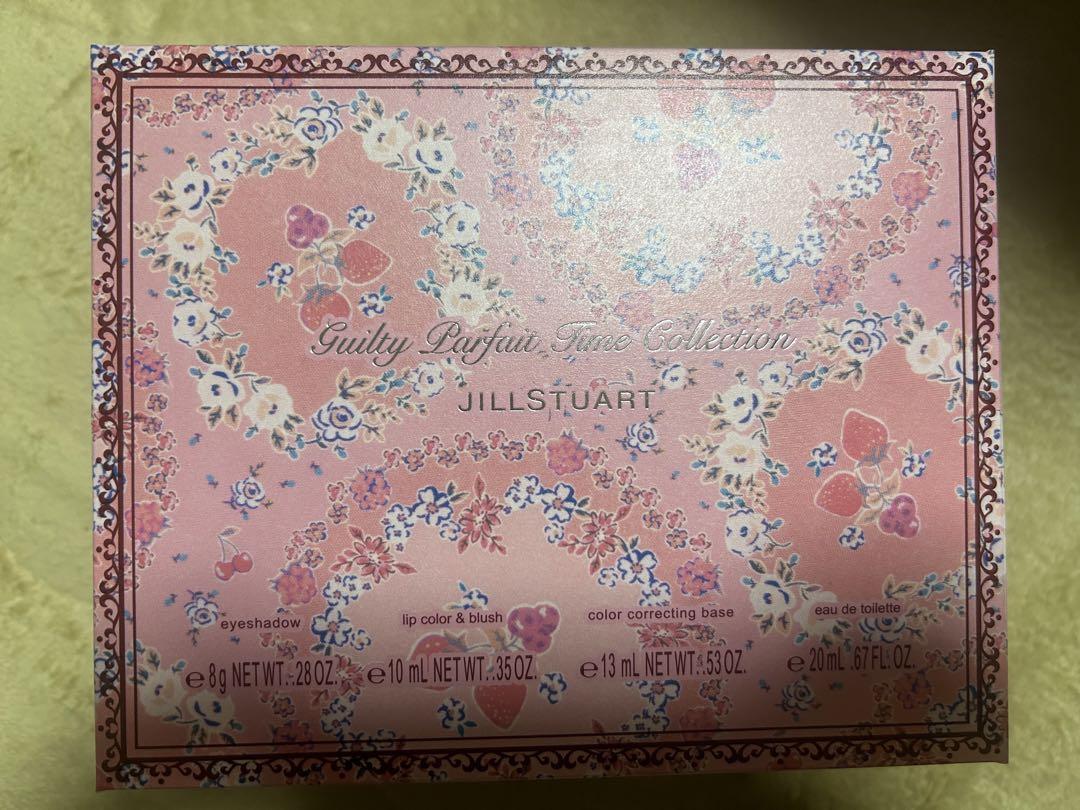 Guilty Parfait Time Collection
JILLSTUART
eyeshadow lip color & blush color correcting base eau de toilette
℮8g NET WT. .28 OZ. ℮10 mL NET WT. .35 OZ. ℮13 mL NET WT. .53 OZ. ℮20 mL .67 FL. OZ.